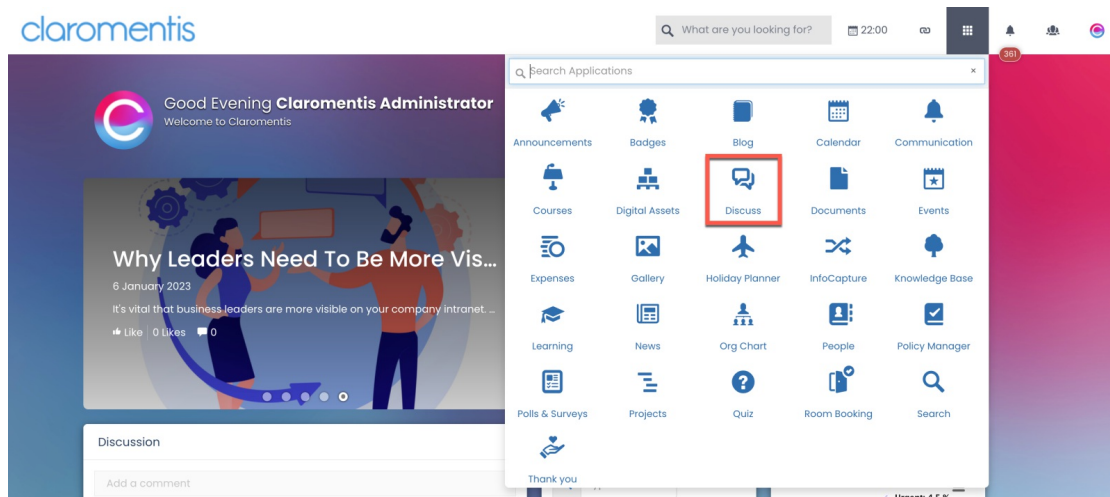 claromentis
What are you looking for?
22:00
361
Good Evening Claromentis Administrator
Welcome to Claromentis
Why Leaders Need To Be More Vis...
6 January 2023
It's vital that business leaders are more visible on your company intranet. ...
Like 0 Likes 0
Discussion
Add a comment
Search Applications
Announcements Badges Blog Calendar Communication
Courses Digital Assets Discuss Documents Events
Expenses Gallery Holiday Planner InfoCapture Knowledge Base
Learning News Org Chart People Policy Manager
Polls & Surveys Projects Quiz Room Booking Search
Thank you